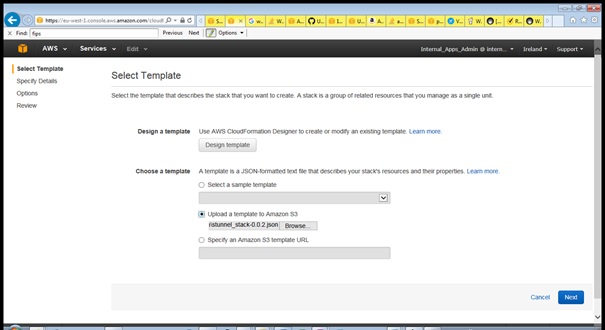 https://eu-west-1.console.aws.amazon.com/cloudf
Find: fips Previous Next Options
AWS Services Edit Internal_Apps_Admin @ intern... Ireland Support
Select Template
Specify Details
Options
Review
Select Template
Select the template that describes the stack that you want to create. A stack is a group of related resources that you manage as a single unit.
Design a template Use AWS CloudFormation Designer to create or modify an existing template. Learn more.
Design template
Choose a template A template is a JSON-formatted text file that describes your stack's resources and their properties. Learn more.
Select a sample template
Upload a template to Amazon S3
stunnel_stack-0.0.2.json Browse...
Specify an Amazon S3 template URL
Cancel Next